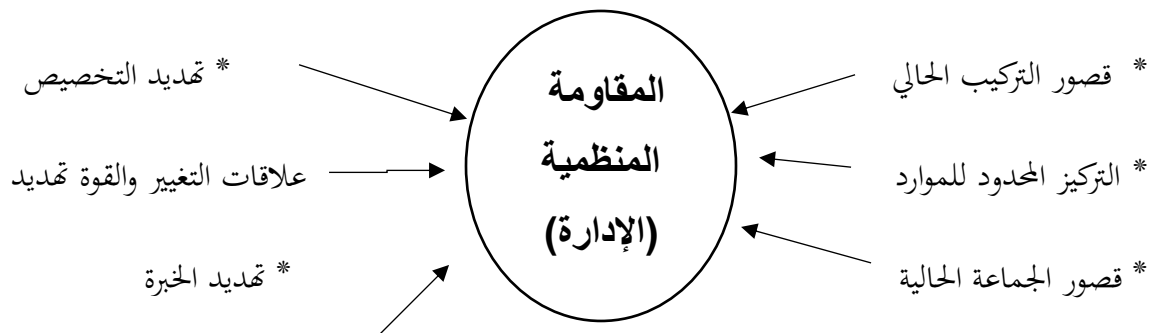 * قصور التركيب الحالي
* التركيز المحدود للموارد
* قصور الجماعة الحالية
المقاومة
المنظمية
(الإدارة)
* تهديد التخصيص
علاقات التغيير والقوة تهديد
* تهديد الخبرة